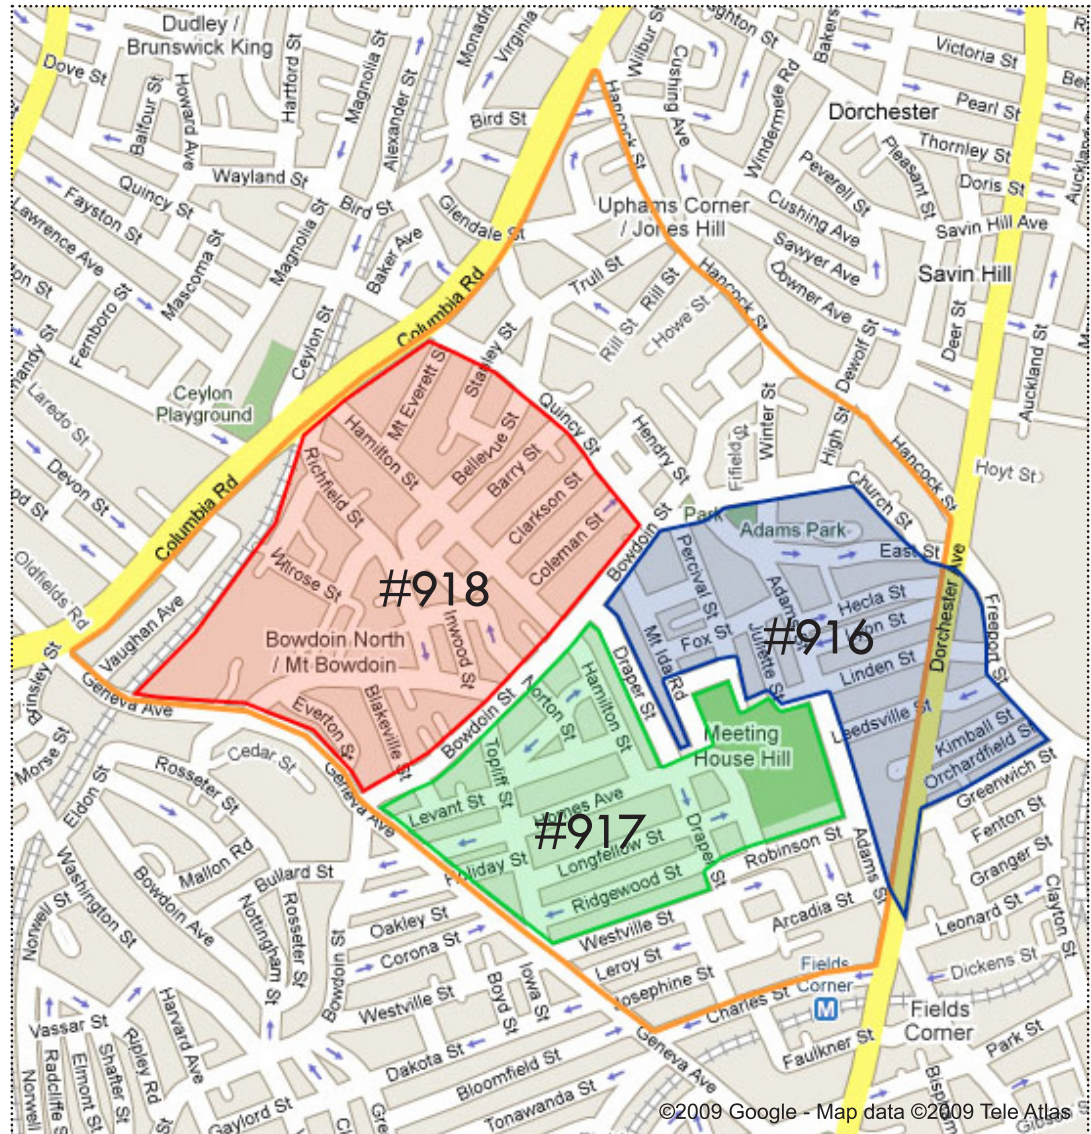 Dudley /
Brunswick King
Dove St
Balfour St
Howard Ave
Hartford St
Magnolia St
Alexander St
Virginia
Wilbur St
Cushing Ave
Windermere Rd
Victoria St
Pearl St
Dorchester
Thornley St
Pleasant St
Doris St
Peverell St
Savin Hill Ave
Bird St
Hancock St
Wayland St
Quincy St
Fayston St
Lawrence Ave
Bird St
Glendale St
Uphams Corner
/ Jones Hill
Cushing Ave
Sawyer Ave
Downer Ave
Savin Hill
Magnolia St
Mascoma St
Baker Ave
Fernboro St
Ceylon St
Columbia Rd
Trull St
Rill St
Rill St
Howe St
Hancock St
Dewolf St
Deer St
Auckland St
Laredo St
Ceylon
Playground
Mt Everett S
Stanley St
Quincy St
Hamilton St
Bellevue St
Barry St
Hendry St
Fifield St
Winter St
High St
Hancock St
Hoyt St
Devon St
Columbia Rd
Richfield St
Clarkson St
Coleman St
Bowdoin St
Park
Adams Park
Church St
East St
Oldfields Rd
Vaughan Ave
Brinsley St
Geneva Ave
#918
Bowdoin North
/ Mt Bowdoin
Inwood St
Percival St
Fox St
Mt Ida Rd
Juliette St
Adams
#916
Hecla St
Linden St
Dorchester Ave
Freeport St
Everton St
Blakeville St
Bowdoin St
Norton St
Hamilton St
Draper St
Topliff St
Meeting
House Hill
Kimball St
Orchardfield S
Greenwich St
Morse St
Cedar St
Rosseter St
Eldon St
Geneva Ave
Levant St
#917
Longfellow St
Ridgewood St
Draper St
Robinson St
Adams St
Fenton St
Granger St
Clayton St
Mallon Rd
Bullard St
Washington St
Bowdoin Ave
Nottingham St
Rosseter St
Norwell St
Oakley St
Corona St
Westville St
Arcadia St
Leonard St
Bowdoin St
Leroy St
Charles St
Fields
Corner
M
Dickens St
Westville St
Boyd St
Iowa St
Fields
Corner
Vassar St
Harvard Ave
Ripley Rd
Shafter St
Elmont St
Radcliffe S
Norwell
Dakota St
Bloomfield St
Tonawanda St
Geneva Ave
Faulkner St
Park St
Gaylord St
©2009 Google - Map data ©2009 Tele Atlas